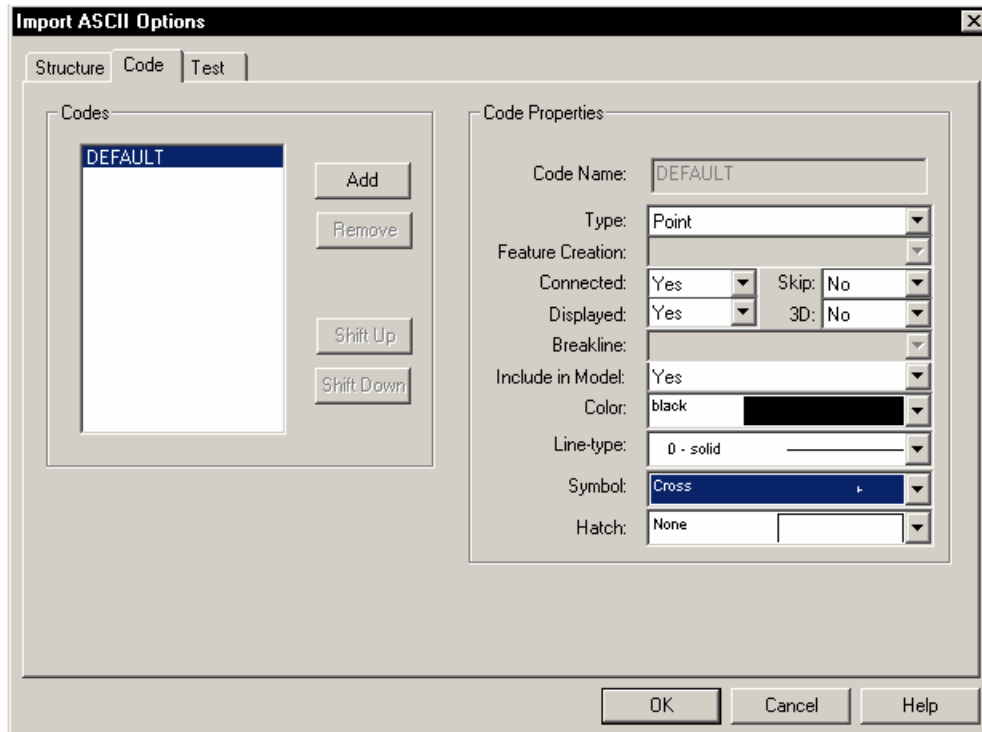 Import ASCII Options
Structure Code Test
Codes
DEFAULT
Add
Remove
Shift Up
Shift Down
Code Properties
Code Name: DEFAULT
Type: Point
Feature Creation:
Connected: Yes Skip: No
Displayed: Yes 3D: No
Breakline:
Include in Model: Yes
Color: black
Line-type: 0 - solid
Symbol: Cross
Hatch: None
OK Cancel Help